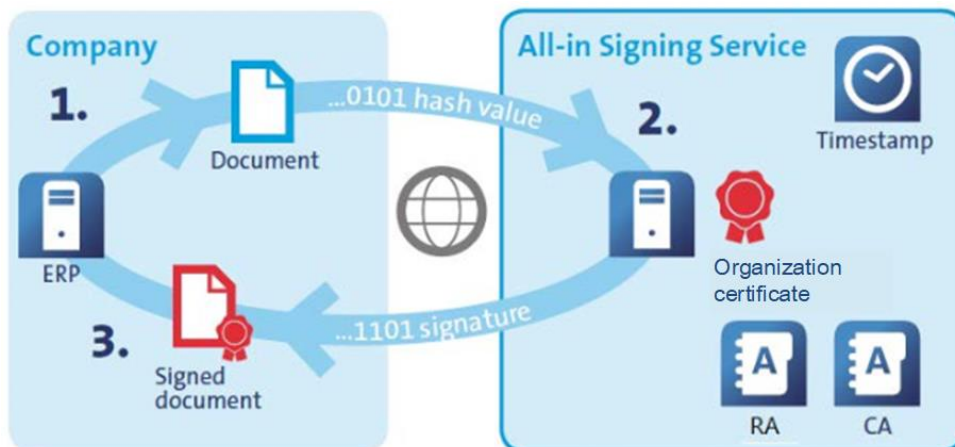 Company
All-in Signing Service
1.
...0101 hash value
2.
Document
Timestamp
ERP
Organization
certificate
3.
...1101 signature
Signed
document
RA
CA